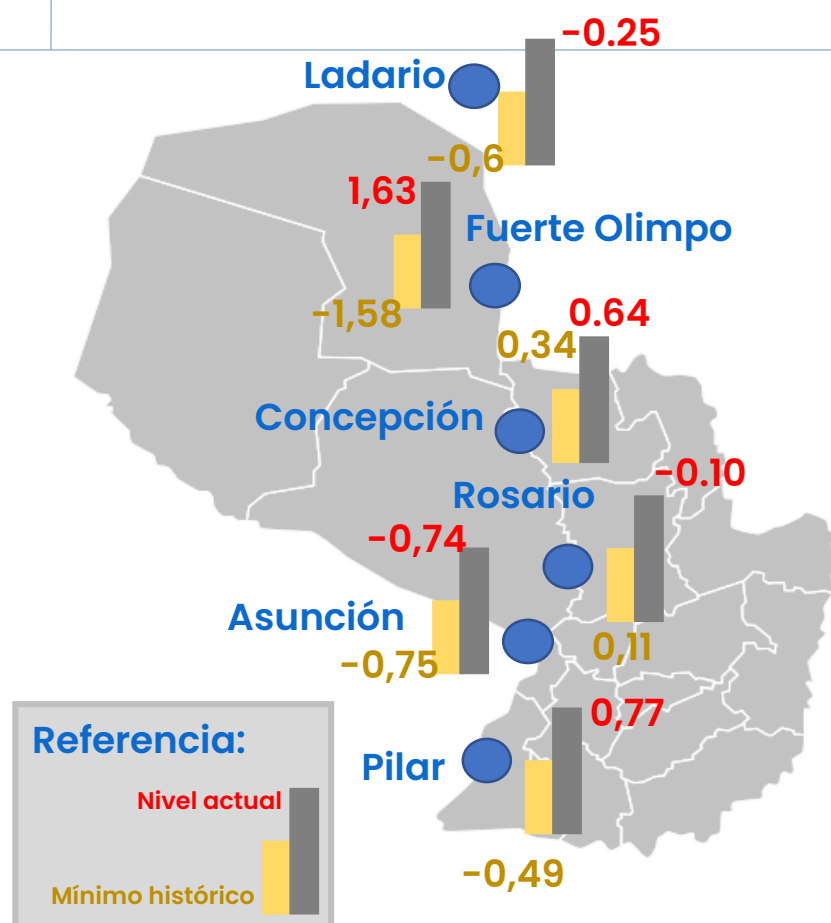 -0.25
Ladario
-0,6
1,63
Fuerte Olimpo
-1,58
0.64
0,34
Concepción
-0.10
Rosario
-0,74
Asunción
0,11
-0,75
0,77
Referencia:
Pilar
Nivel actual
-0,49
Mínimo histórico